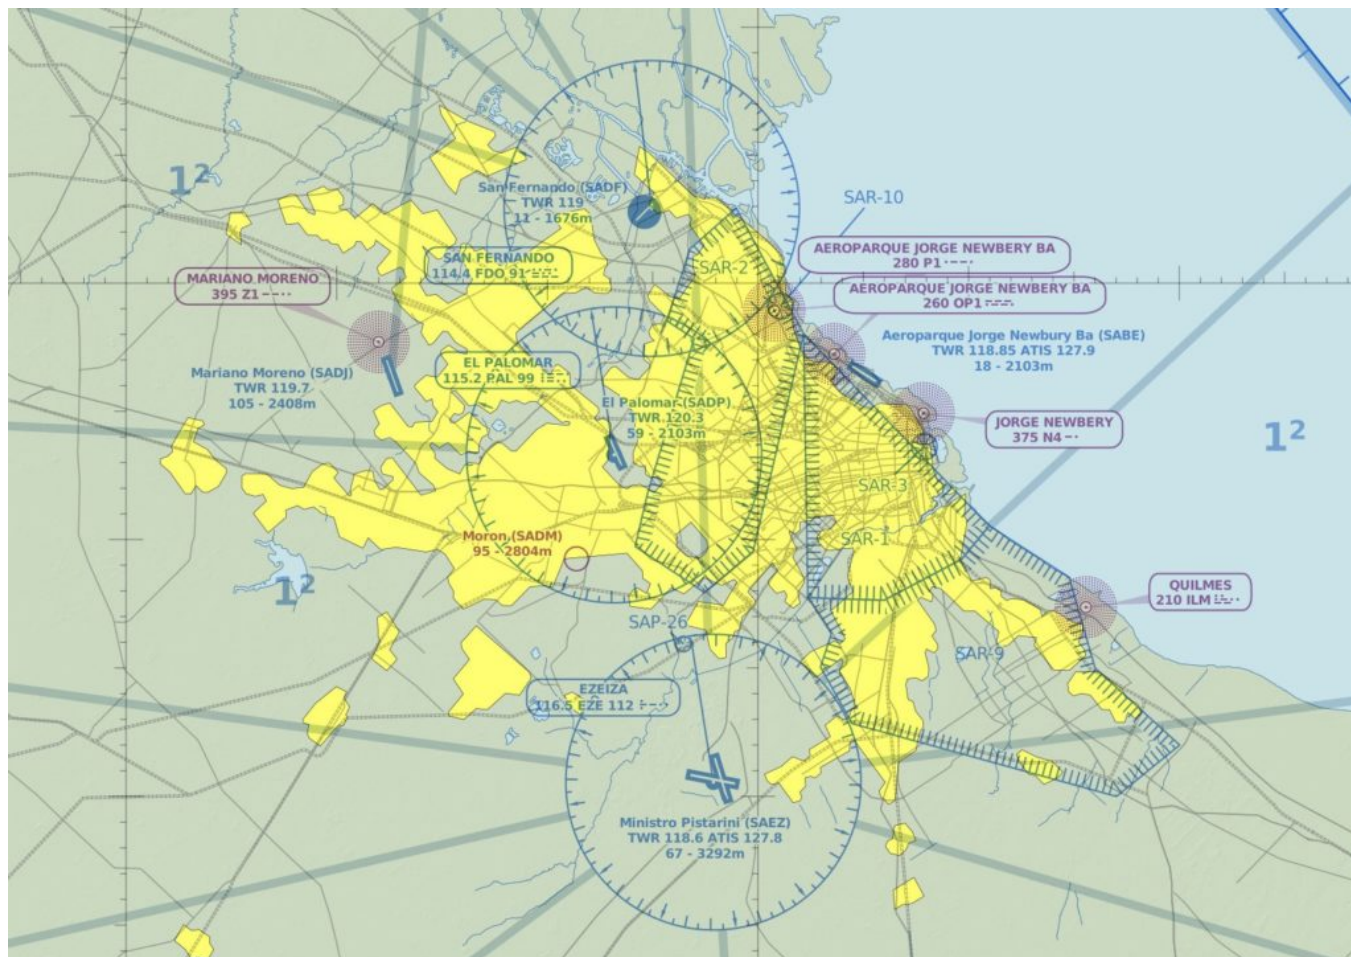 1²
San Fernando (SADF)
TWR 119
11 - 1676m
SAR-10
SAR-2
AEROPARQUE JORGE NEWBERY BA
280 P1
SAN FERNANDO
114.4 FDO 91
MARIANO MORENO
395 Z1
AEROPARQUE JORGE NEWBERY BA
260 OP1
Aeroparque Jorge Newbury Ba (SABE)
TWR 118.85 ATIS 127.9
18 - 2103m
EL PALOMAR
115.2 PAL 99
Mariano Moreno (SADJ)
TWR 119.7
105 - 2408m
El Palomar (SADP)
TWR 120.3
59 - 2103m
JORGE NEWBERY
375 N4
1²
SAR-3
Moron (SADM)
95 - 2804m
SAR-1
1²
QUILMES
210 ILM
SAP-26
SAR-9
EZEIZA
116.5 EZE 112
Ministro Pistarini (SAEZ)
TWR 118.6 ATIS 127.8
67 - 3292m